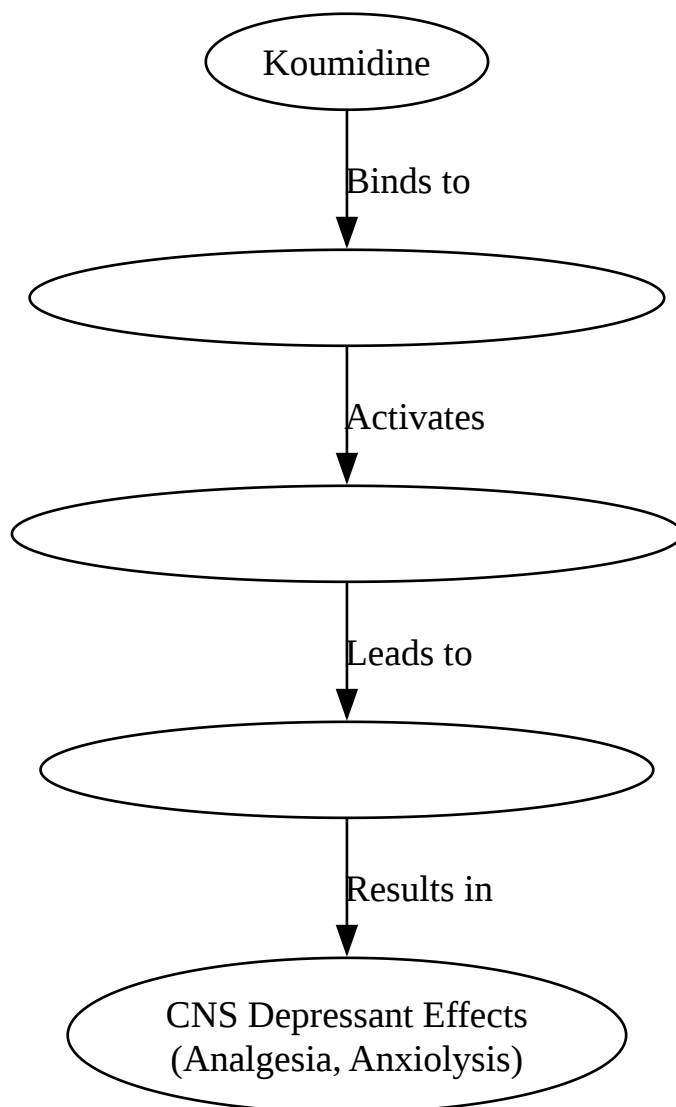 Koumidine
Binds to
Activates
Leads to
Results in
CNS Depressant Effects
(Analgesia, Anxiolysis)